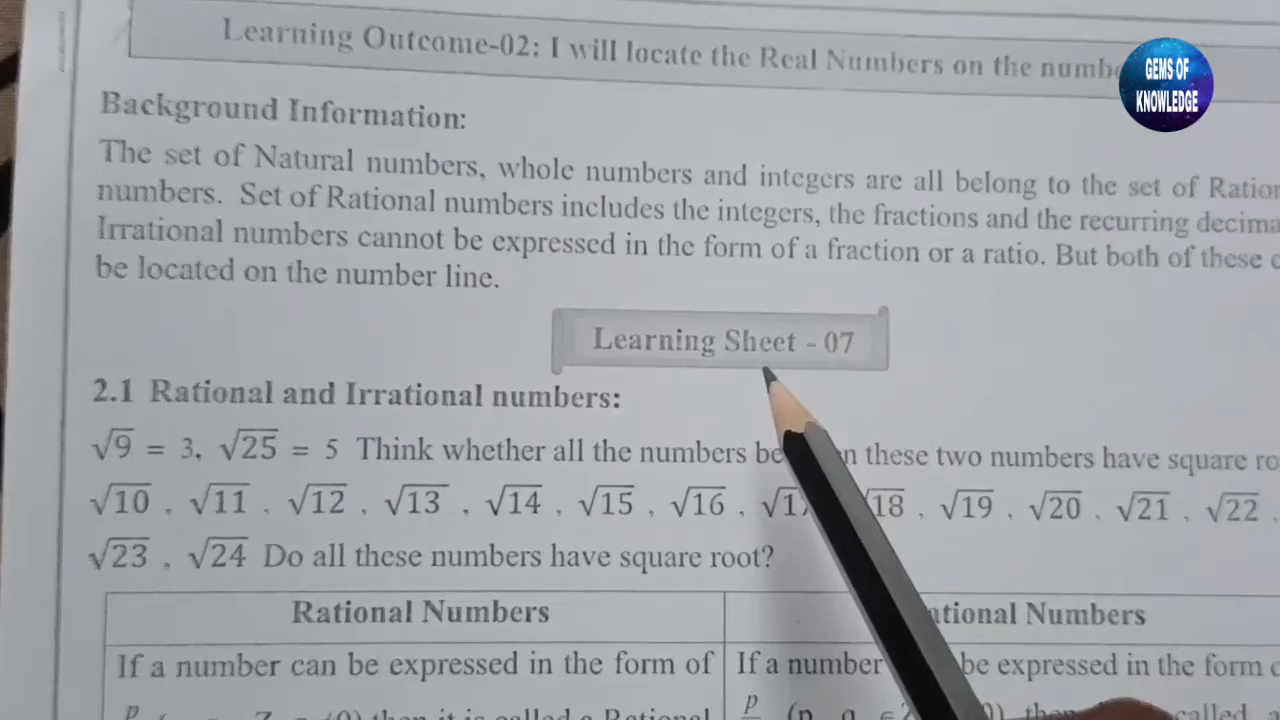 Learning Outcome-02: I will locate the Real Numbers on the
GEMS OF
KNOWLEDGE
Background Information:
The set of Natural numbers, whole numbers and integers are all belong to the set of
numbers. Set of Rational numbers includes the integers, the fractions and the recurring
Irrational numbers cannot be expressed in the form of a fraction or a ratio. But both of these
be located on the number line.
Learning Sheet - 07
2.1 Rational and Irrational numbers:
√9 = 3, √25 = 5 Think whether all the numbers these two numbers have square
√10 , √11 , √12 , √13 , √14 , √15 , √16 , √18 , √19 , √20 , √21 , √22 ,
√23 , √24 Do all these numbers have square root?
Rational Numbers
Numbers
If a number can be expressed in the form of
If a number be expressed in the form